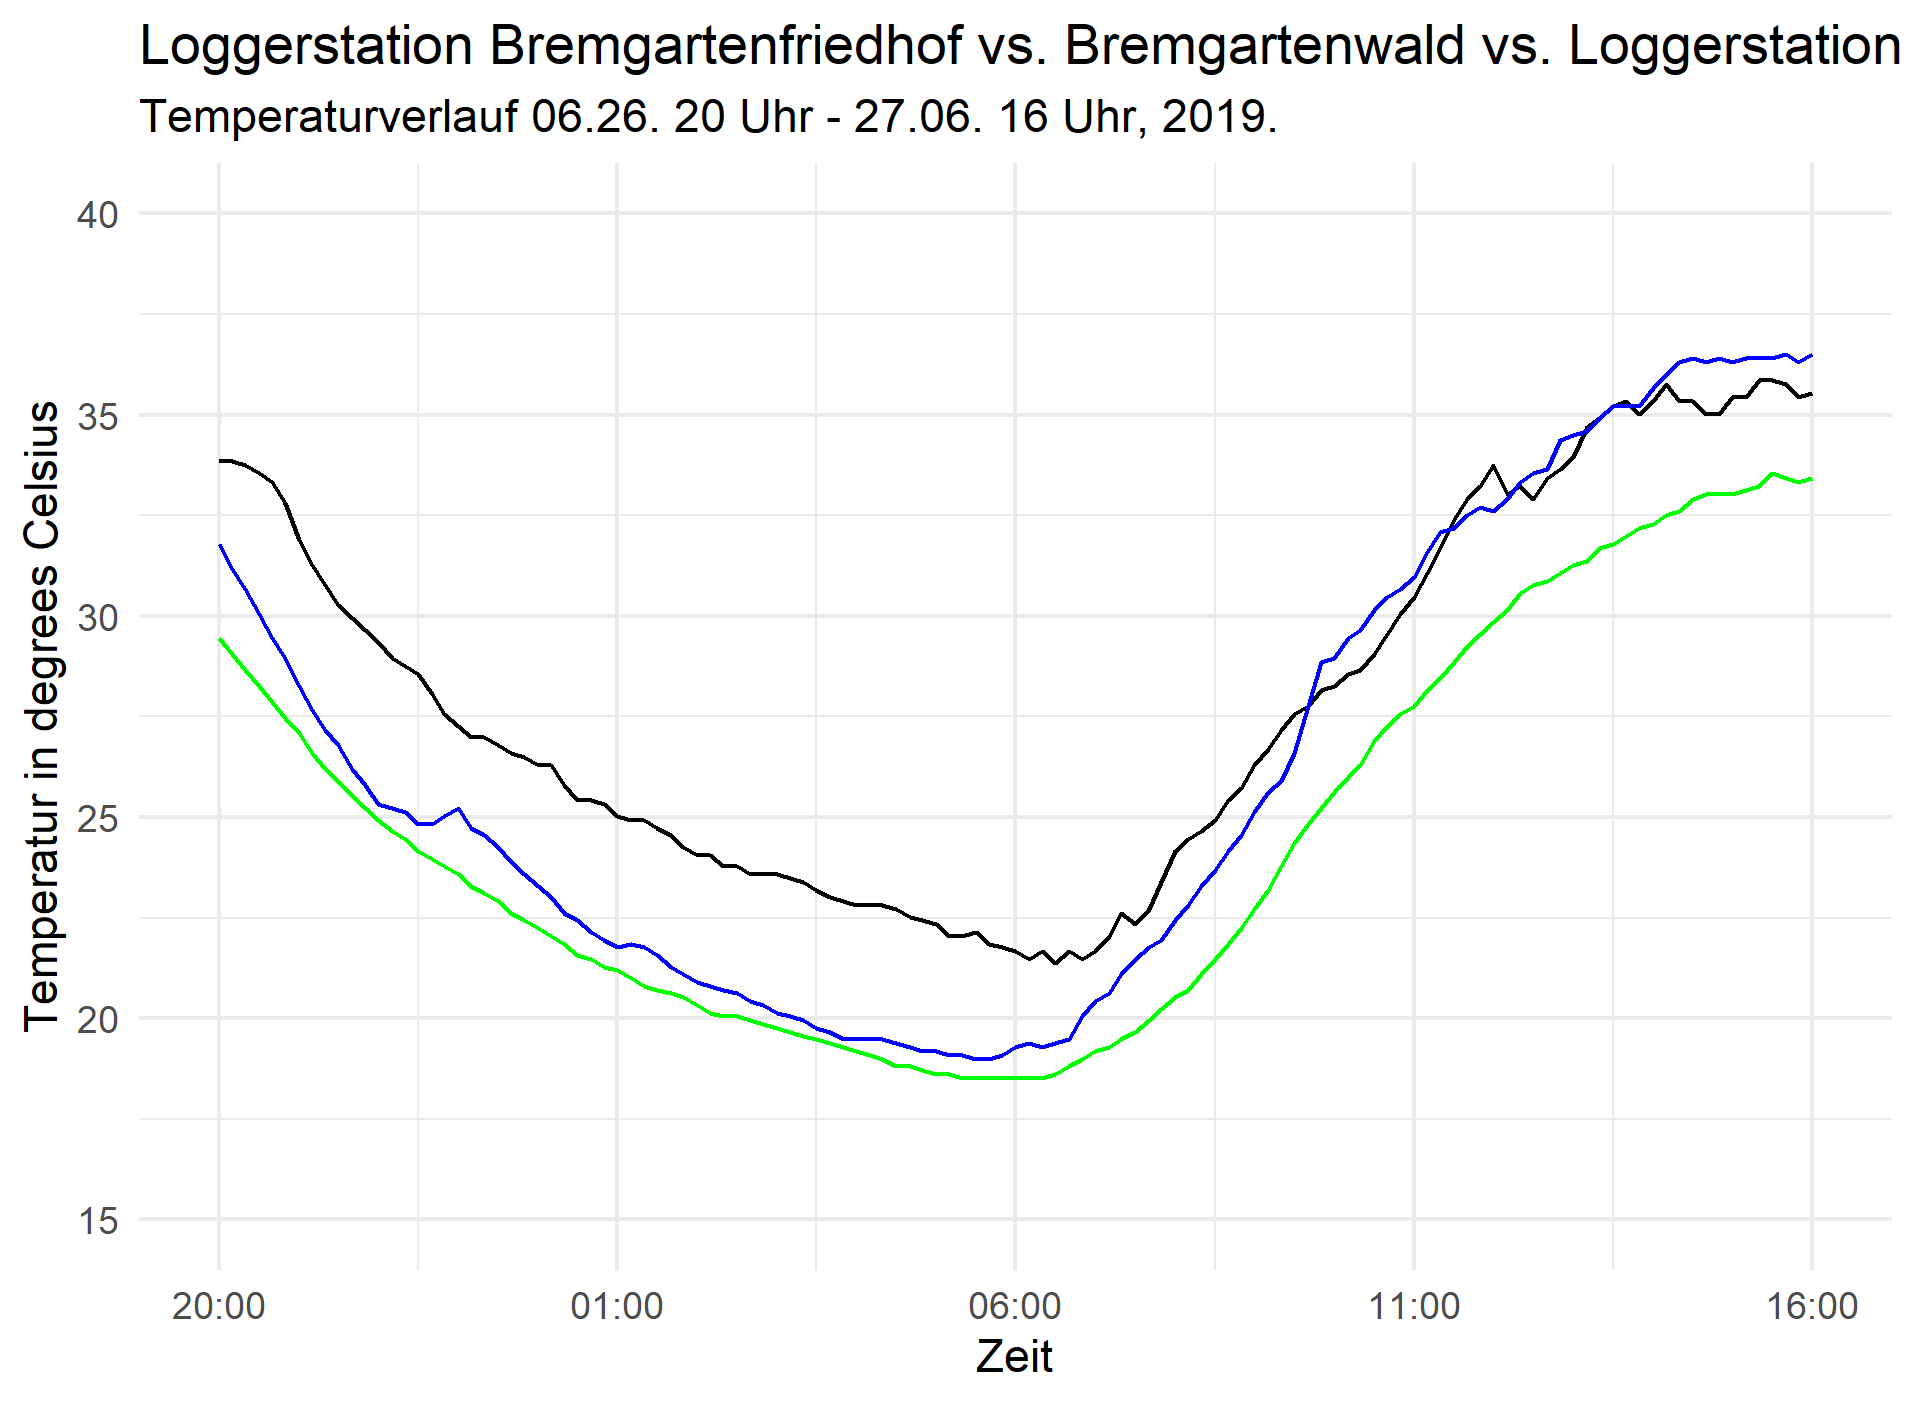 Loggerstation Bremgartenfriedhof vs. Bremgartenwald vs. Loggerstation
Temperaturverlauf 06.26. 20 Uhr - 27.06. 16 Uhr, 2019.
Temperatur in degrees Celsius
40
35
30
25
20
15
20:00 01:00 06:00 11:00 16:00
Zeit